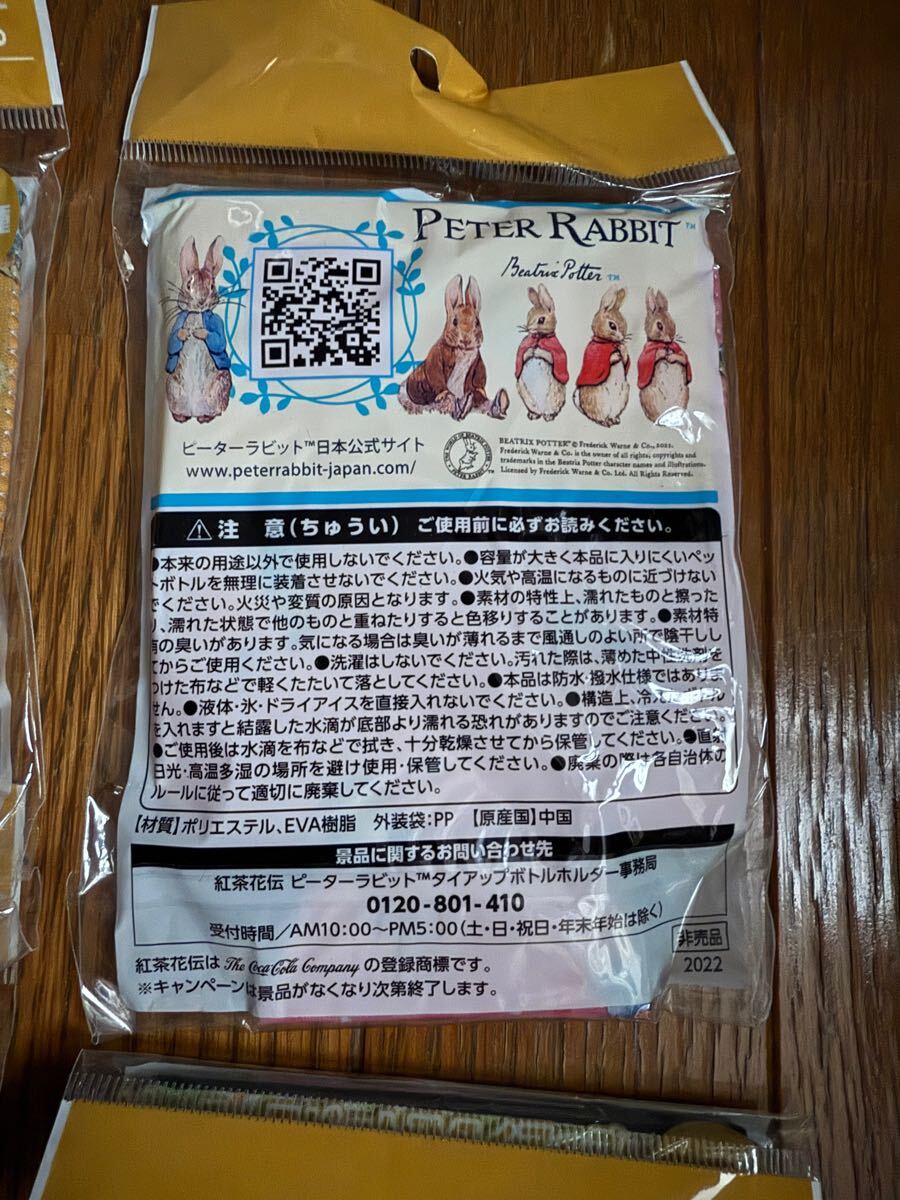 PETER RABBIT™
Beatrix Potter ™
ピーターラビット™日本公式サイト
www.peterrabbit-japan.com/
BEATRIX POTTER™ © Frederick Warne & Co., 2022.
Frederick Warne & Co. is the owner of all rights, copyrights and
trademarks in the Beatrix Potter character names and illustrations.
Licensed by Frederick Warne & Co. Ltd. All Rights Reserved.
注 意(ちゅうい) ご使用前に必ずお読みください。
●本来の用途以外で使用しないでください。●容量が大きく本品に入りにくいペッ
トボトルを無理に装着させないでください。●火気や高温になるものに近づけない
でください。火災や変質の原因となります。●素材の特性上、濡れたものと擦った
り、濡れた状態で他のものと重ねたりすると色移りすることがあります。●素材特
有の臭いがあります。気になる場合は臭いが薄れるまで風通しのよい所で陰干しし
てからご使用ください。●洗濯はしないでください。汚れた際は、薄めた中性洗剤を
つけた布などで軽くたたいて落としてください。●本品は防水・撥水仕様ではありま
せん。●液体・氷・ドライアイスを直接入れないでください。●構造上、冷えた
を入れますと結露した水滴が底部より濡れる恐れがありますのでご注意ください。
●ご使用後は水滴を布などで拭き、十分乾燥させてから保管してください。●直射
日光・高温多湿の場所を避け使用・保管してください。●廃棄の際は各自治体の
ルールに従って適切に廃棄してください。
【材質】ポリエステル、EVA樹脂 外装袋:PP 【原産国】中国
景品に関するお問い合わせ先
紅茶花伝 ピーターラビット™タイアップボトルホルダー事務局
0120-801-410
受付時間/AM10:00~PM5:00(土・日・祝日・年末年始は除く)
紅茶花伝は The Coca-Cola Company の登録商標です。
※キャンペーンは景品がなくなり次第終了します。
非売品
2022